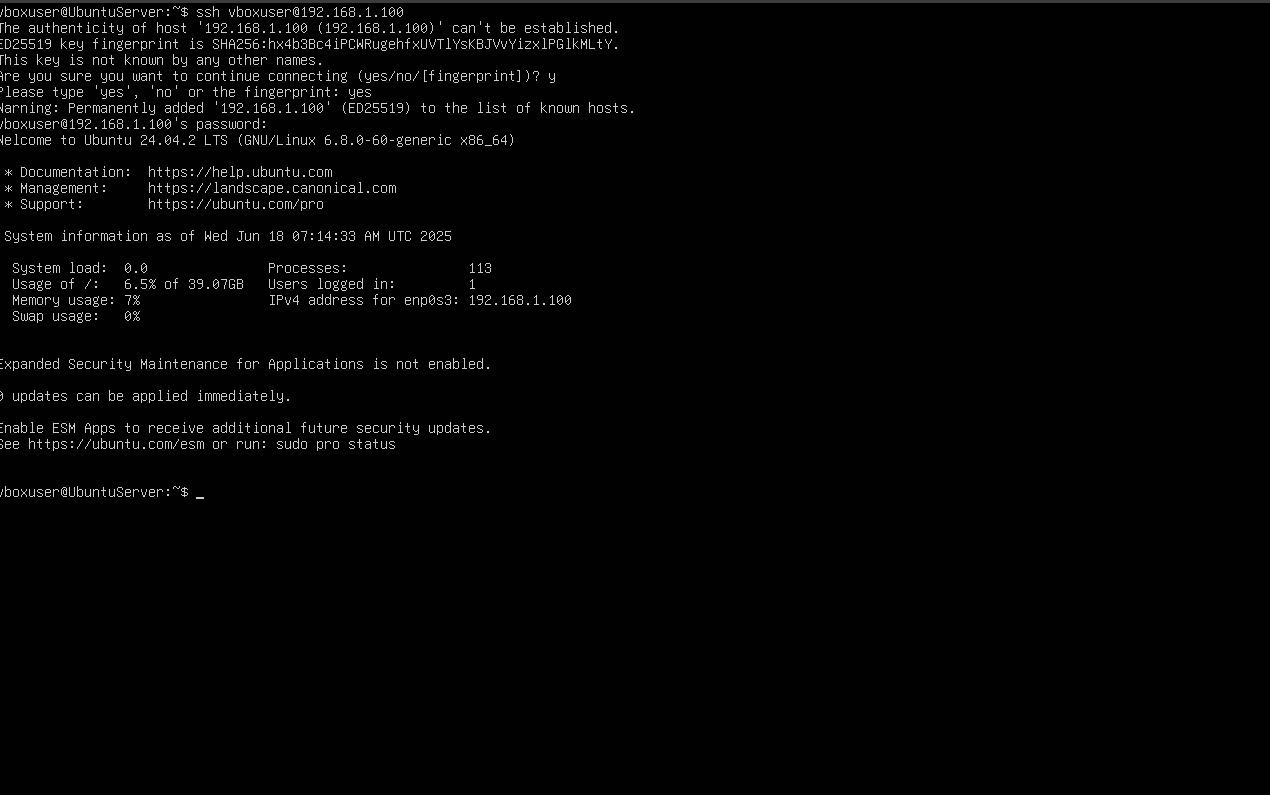 vboxuser@UbuntuServer:~$ ssh vboxuser@192.168.1.100
The authenticity of host '192.168.1.100 (192.168.1.100)' can't be established.
ED25519 key fingerprint is SHA256:hx4b3Bc4iPCWRugehfxUVTlYsKBJVvYizxlPGlkMLtY.
This key is not known by any other names.
Are you sure you want to continue connecting (yes/no/[fingerprint])? y
Please type 'yes', 'no' or the fingerprint: yes
Warning: Permanently added '192.168.1.100' (ED25519) to the list of known hosts.
vboxuser@192.168.1.100's password:
Welcome to Ubuntu 24.04.2 LTS (GNU/Linux 6.8.0-60-generic x86_64)
* Documentation:  https://help.ubuntu.com
* Management:     https://landscape.canonical.com
* Support:        https://ubuntu.com/pro
System information as of Wed Jun 18 07:14:33 AM UTC 2025
System load:  0.0               Processes:               113
Usage of /:   6.5% of 39.07GB   Users logged in:         1
Memory usage: 7%                IPv4 address for enp0s3: 192.168.1.100
Swap usage:   0%
Expanded Security Maintenance for Applications is not enabled.
0 updates can be applied immediately.
Enable ESM Apps to receive additional future security updates.
See https://ubuntu.com/esm or run: sudo pro status
vboxuser@UbuntuServer:~$ _